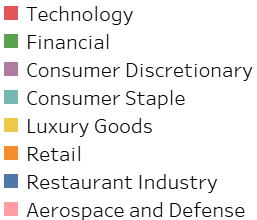 Technology
Financial
Consumer Discretionary
Consumer Staple
Luxury Goods
Retail
Restaurant Industry
Aerospace and Defense